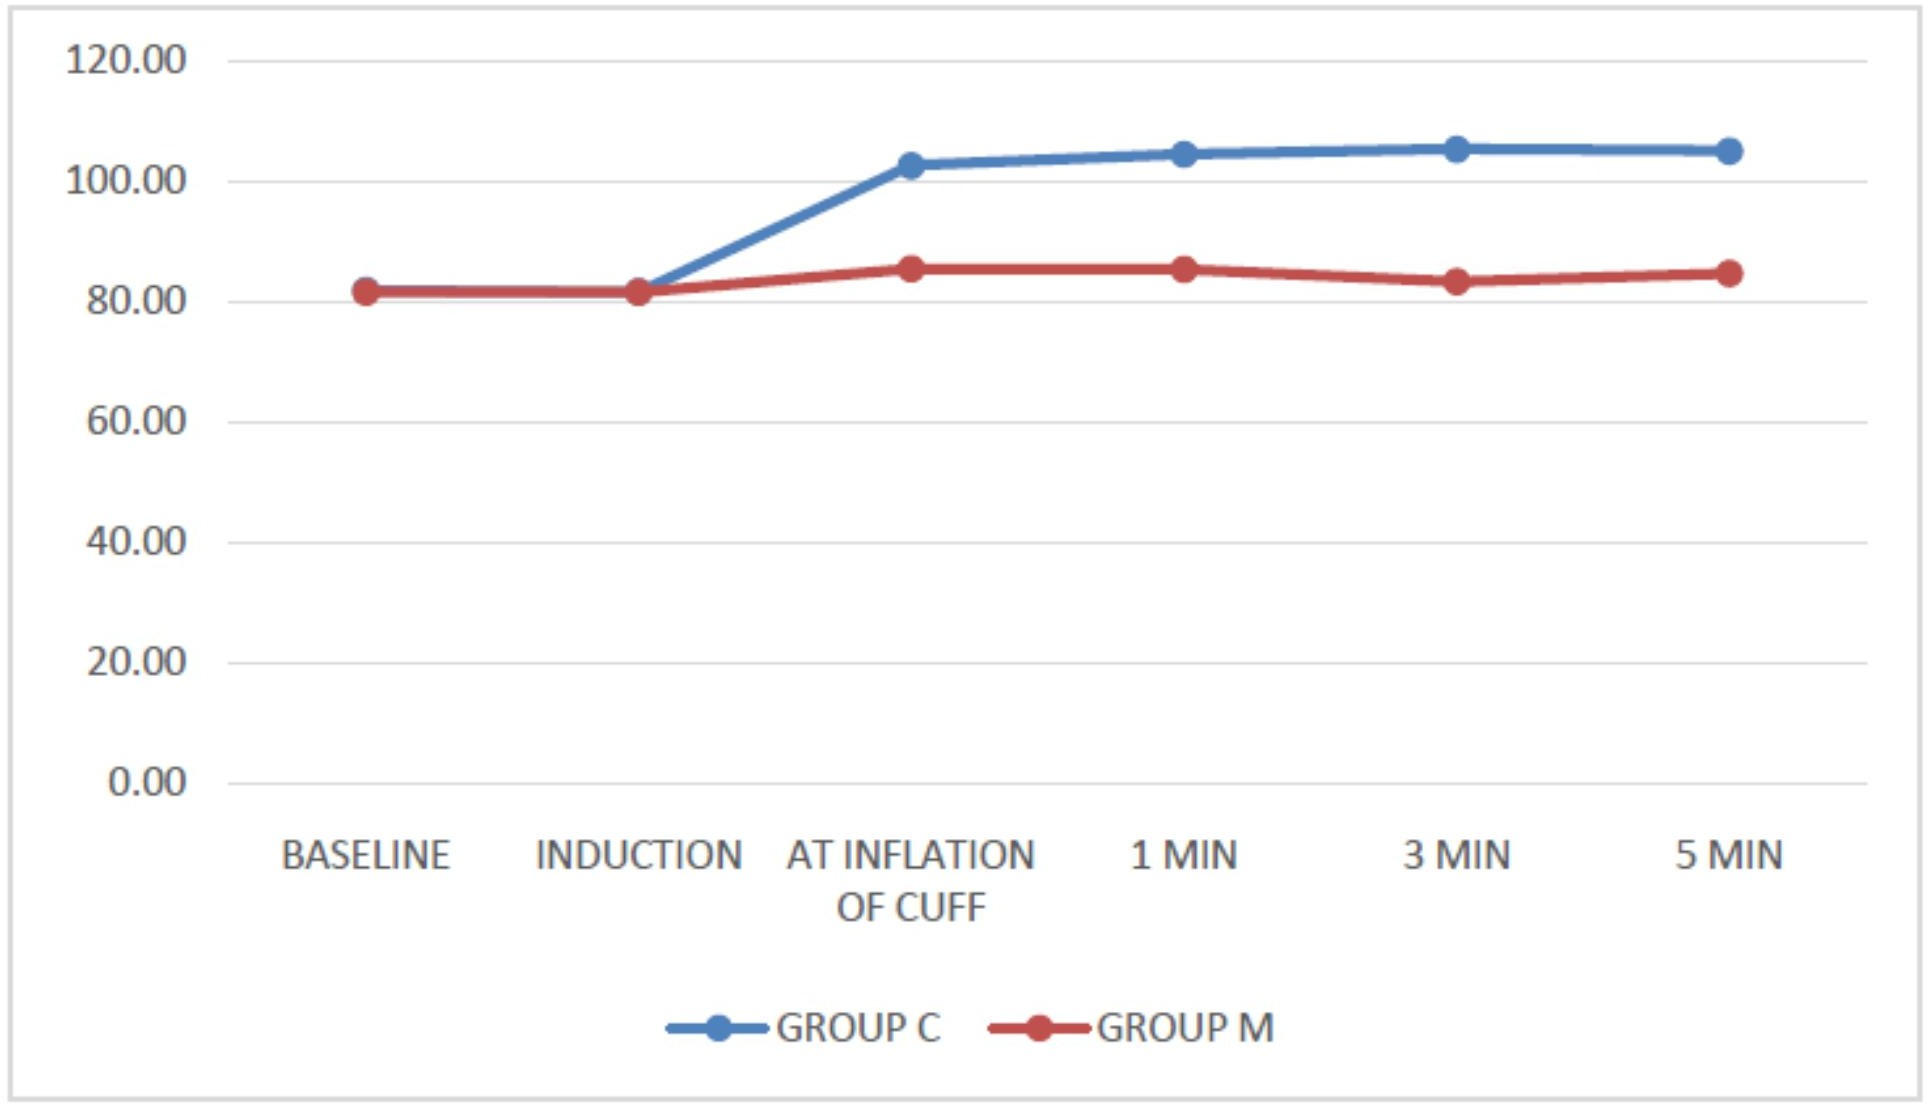 120.00
100.00
80.00
60.00
40.00
20.00
0.00
BASELINE
INDUCTION
AT INFLATION
OF CUFF
1 MIN
3 MIN
5 MIN
GROUP C
GROUP M